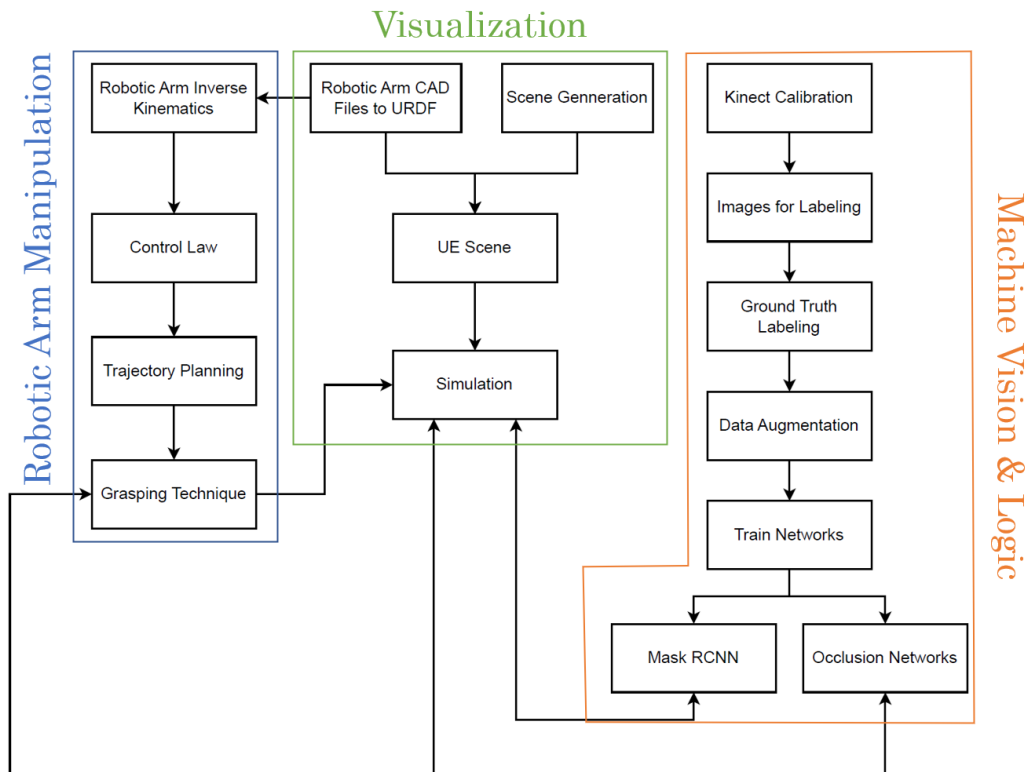 Visualization
Robotic Arm Manipulation
Robotic Arm Inverse
Kinematics
Control Law
Trajectory Planning
Grasping Technique
Robotic Arm CAD
Files to URDF
Scene Genneration
UE Scene
Simulation
Kinect Calibration
Images for Labeling
Ground Truth
Labeling
Data Augmentation
Train Networks
Mask RCNN
Occlusion Networks
Machine Vision & Logic